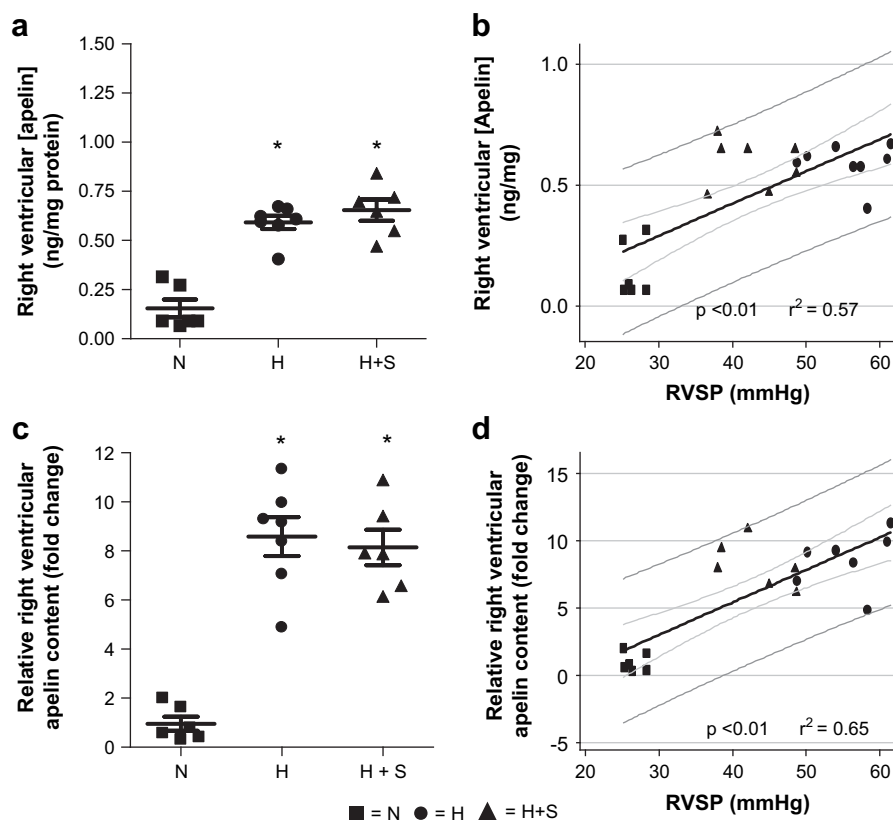 a
Right ventricular [apelin]
(ng/mg protein)
1.50
1.25
1.00
0.75
0.50
0.25
0.00
*
*
N
H
H+S
b
Right ventricular [Apelin]
(ng/mg)
1.0
0.5
0.0
p <0.01
r² = 0.57
20
30
40
50
60
RVSP (mmHg)
c
Relative right ventricular
apelin content (fold change)
12
10
8
6
4
2
0
*
*
N
H
H + S
d
Relative right ventricular
apelin content (fold change)
15
10
5
0
-5
p <0.01
r² = 0.65
20
30
40
50
60
RVSP (mmHg)
= N
= H
= H+S